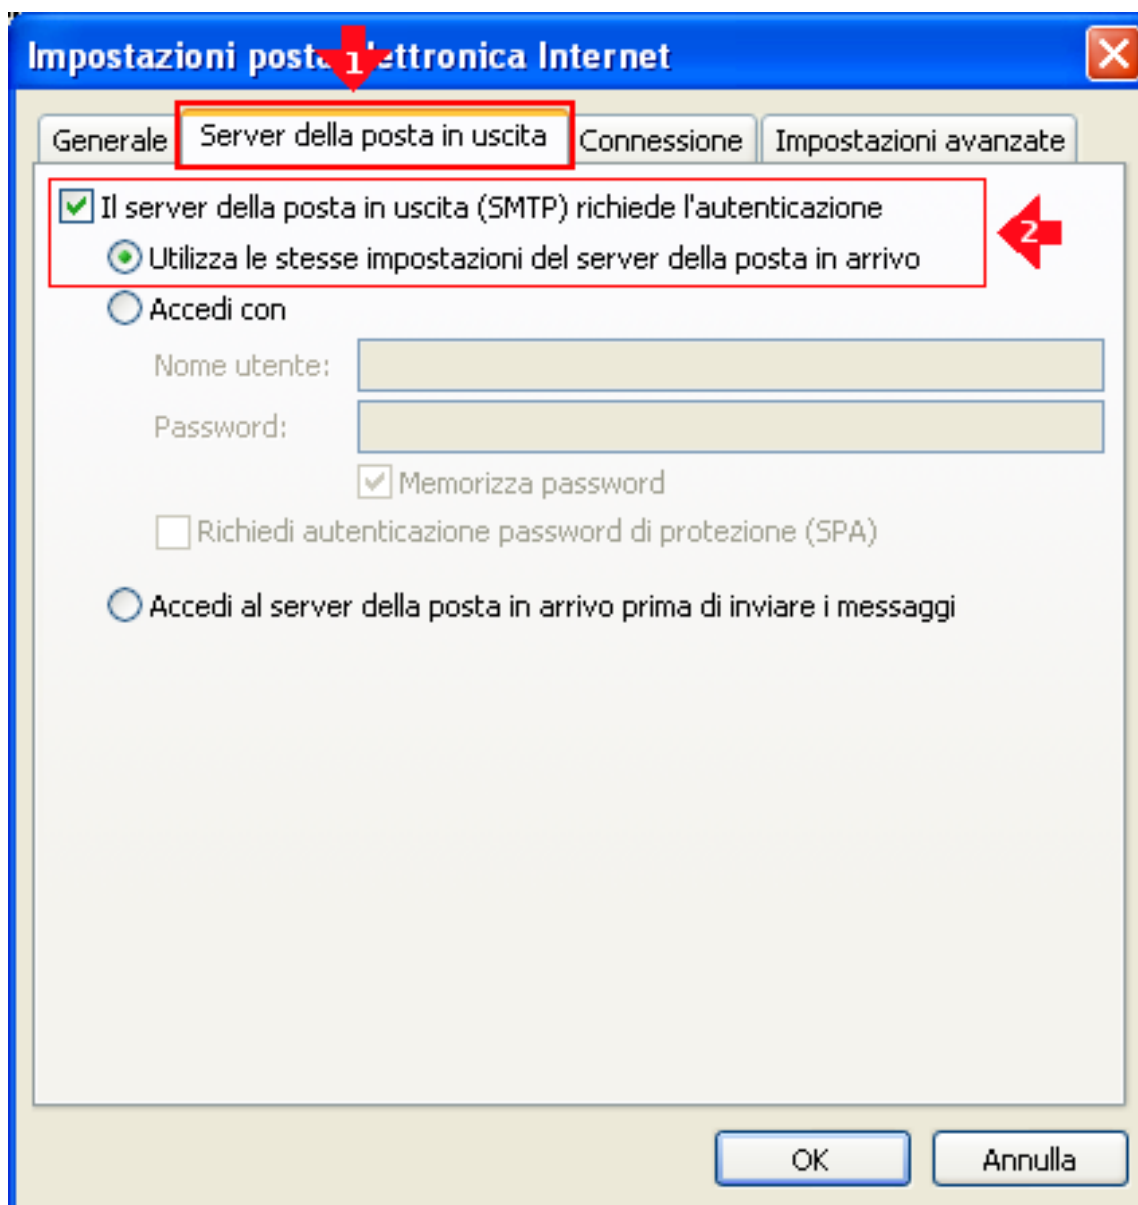 Impostazioni posta elettronica Internet
1
Generale Server della posta in uscita Connessione Impostazioni avanzate
Il server della posta in uscita (SMTP) richiede l'autenticazione
2
Utilizza le stesse impostazioni del server della posta in arrivo
Accedi con
Nome utente:
Password:
Memorizza password
Richiedi autenticazione password di protezione (SPA)
Accedi al server della posta in arrivo prima di inviare i messaggi
OK Annulla